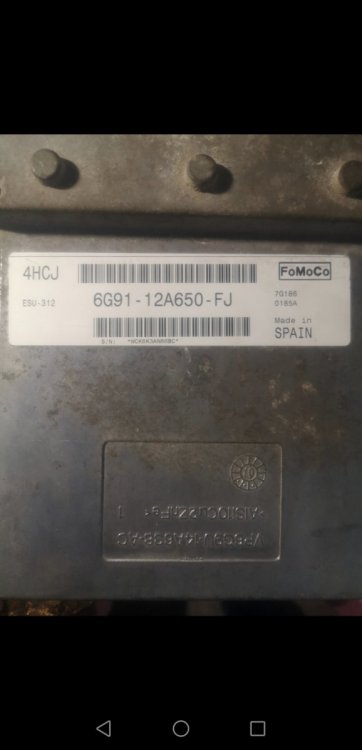 4HCJ
FoMoCo
ESU-312
6G91-12A650-FJ
7G186
0185A
Made in
SPAIN
S/N: